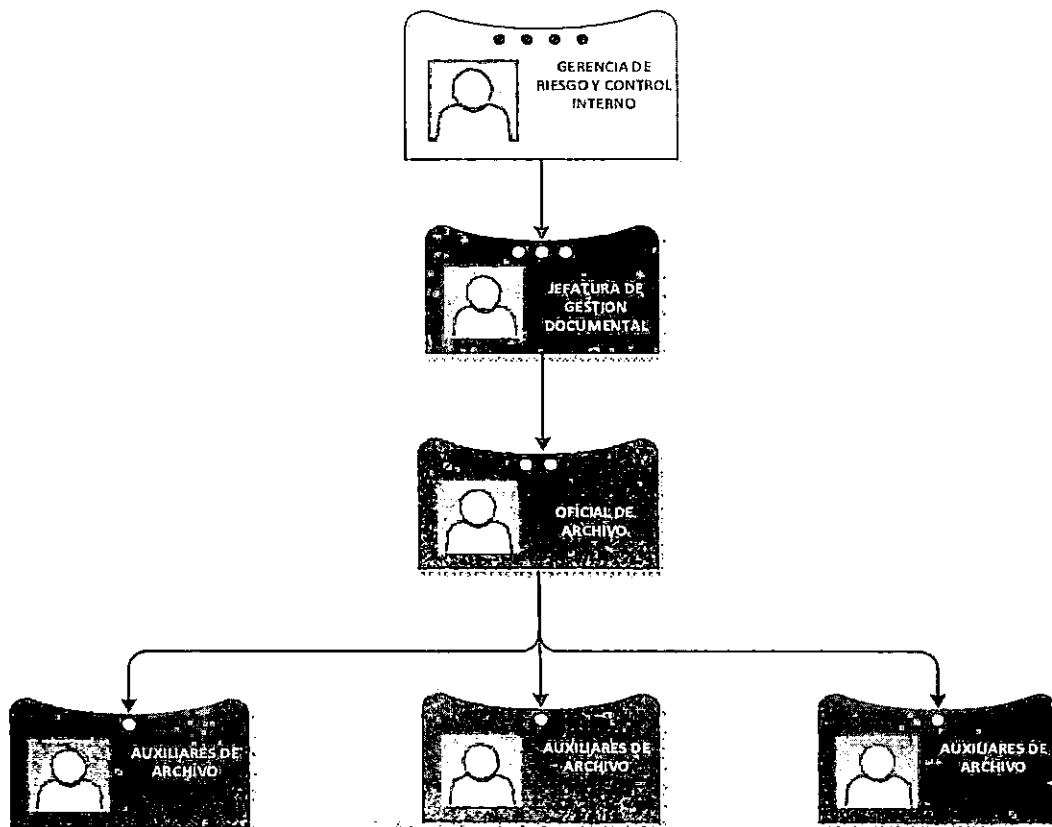 GERENCIA DE
RIESGO Y CONTROL
INTERNO
JEFATURA DE
GESTION
DOCUMENTAL
OFICIAL DE
ARCHIVO
AUXILIARES DE
ARCHIVO
AUXILIARES DE
ARCHIVO
AUXILIARES DE
ARCHIVO